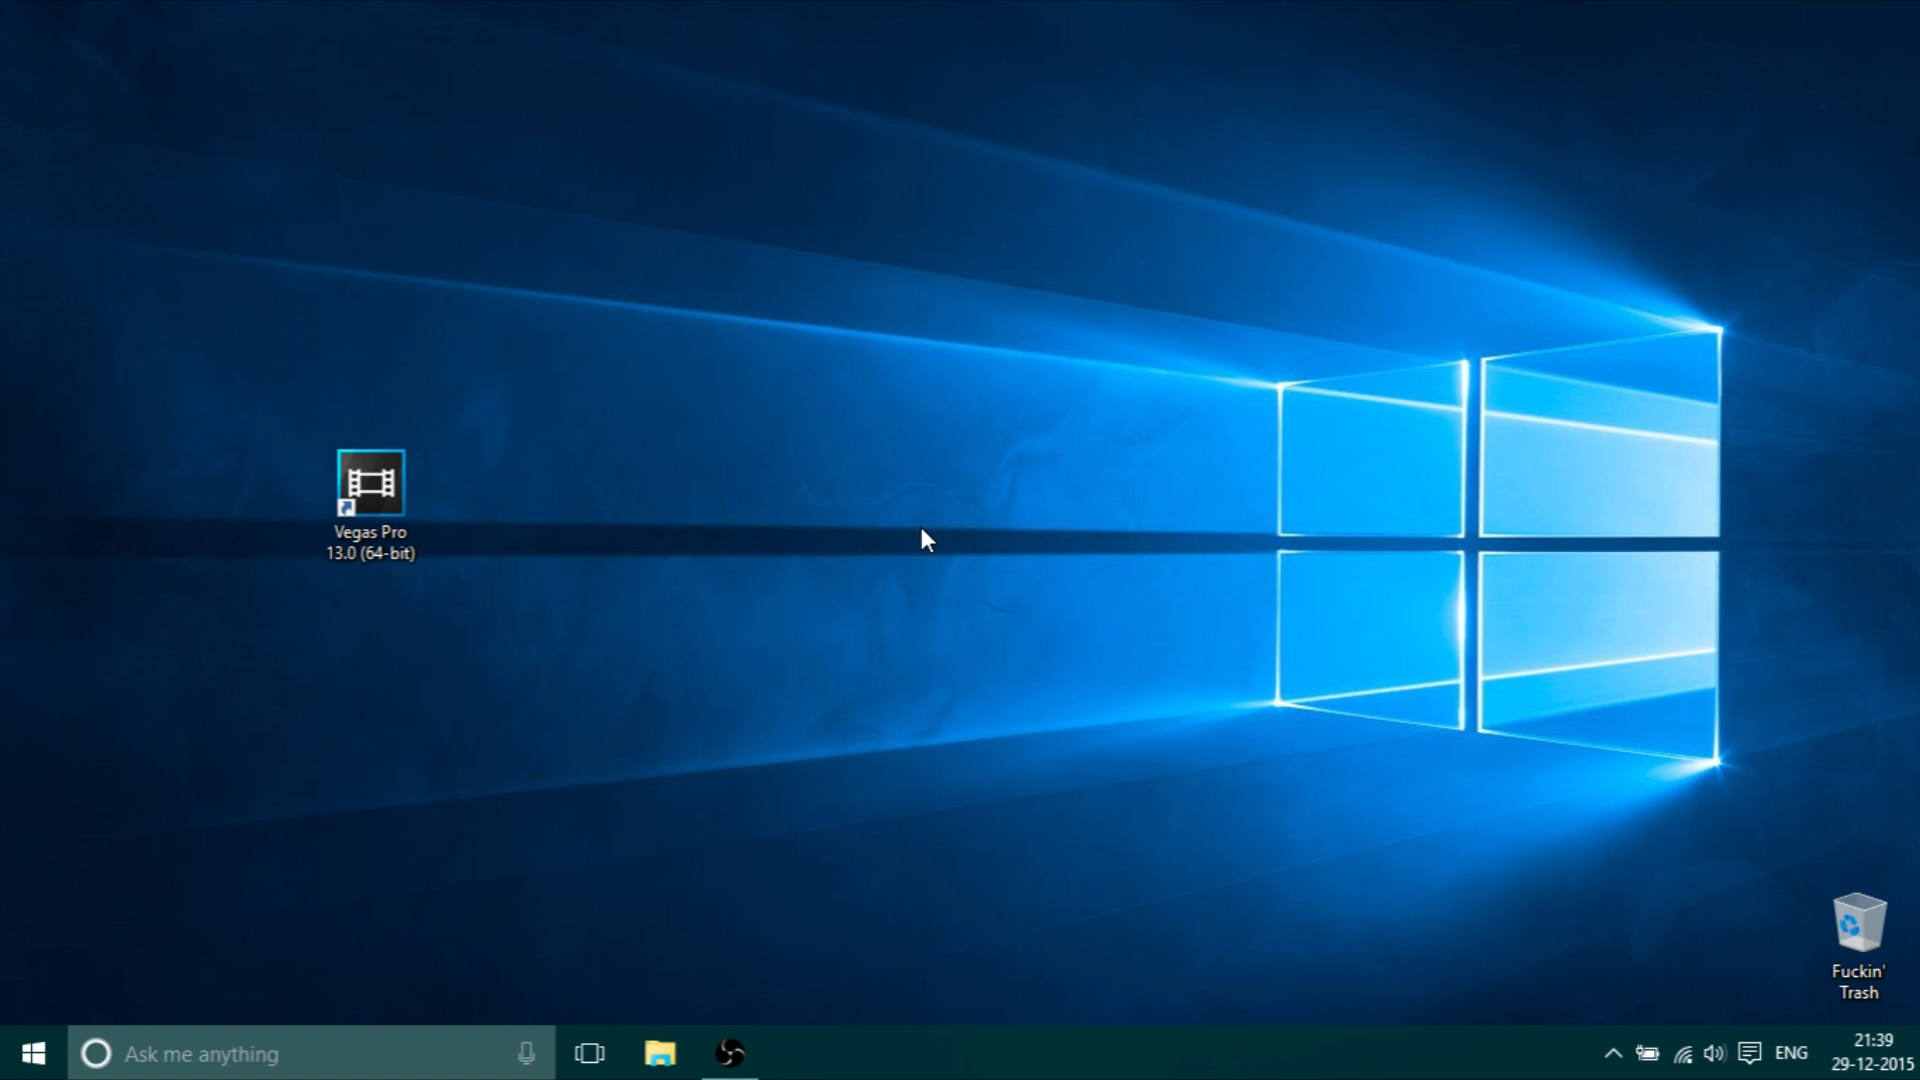 Vegas Pro
13.0 (64-bit)
Fuckin'
Trash
Ask me anything
ENG
21:39
29-12-2015